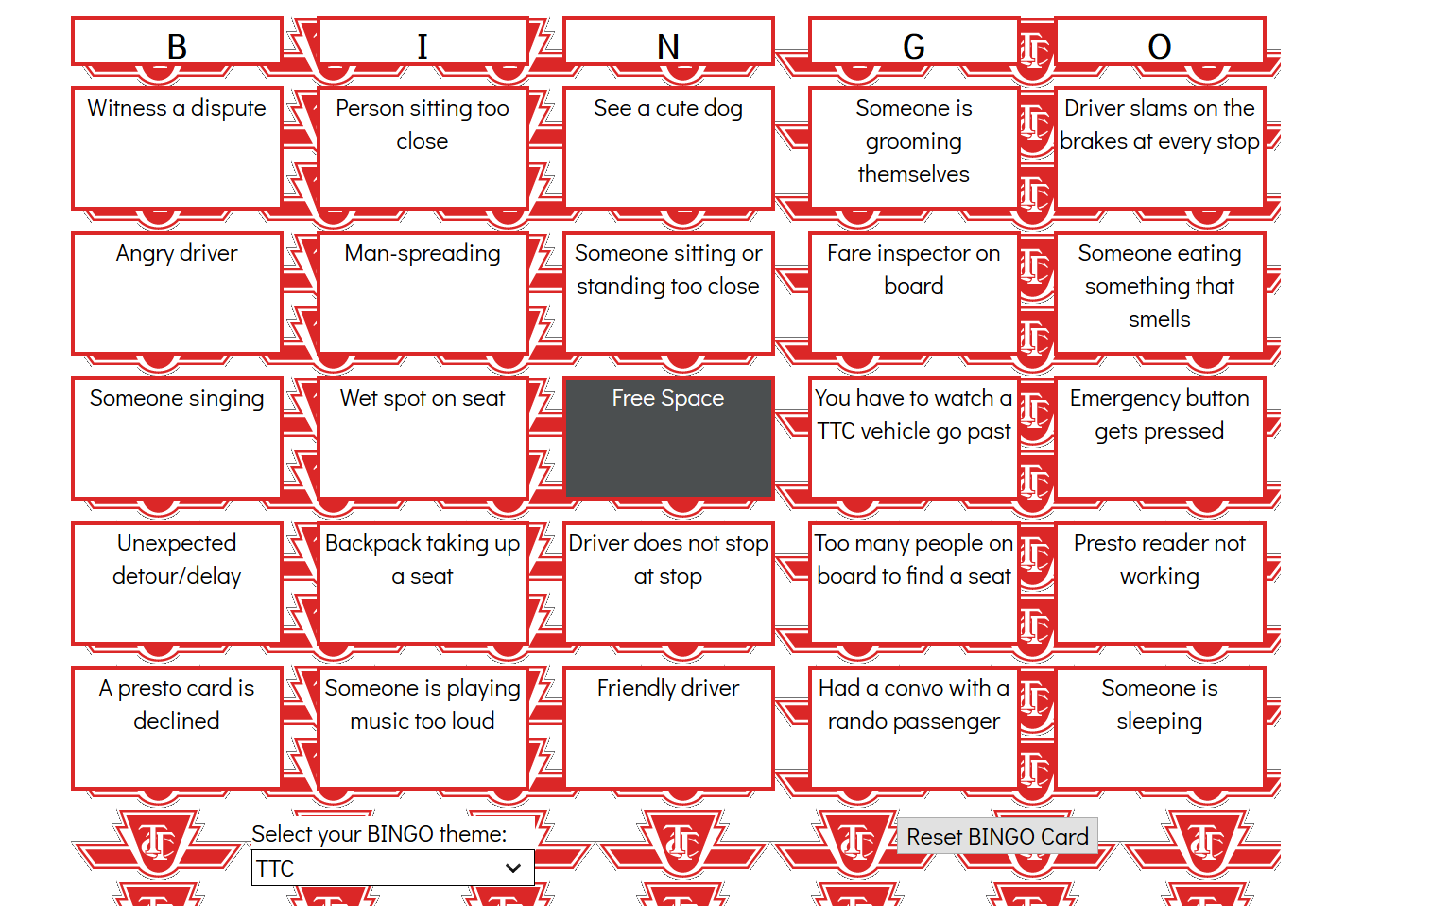 B
I
N
G
O
Witness a dispute
Person sitting too
close
See a cute dog
Someone is
grooming
themselves
Driver slams on the
brakes at every stop
Angry driver
Man-spreading
Someone sitting or
standing too close
Fare inspector on
board
Someone eating
something that
smells
Someone singing
Wet spot on seat
Free Space
You have to watch a
TTC vehicle go past
Emergency button
gets pressed
Unexpected
detour/delay
Backpack taking up
a seat
Driver does not stop
at stop
Too many people on
board to find a seat
Presto reader not
working
A presto card is
declined
Someone is playing
music too loud
Friendly driver
Had a convo with a
rando passenger
Someone is
sleeping
Select your BINGO theme:
TTC
Reset BINGO Card